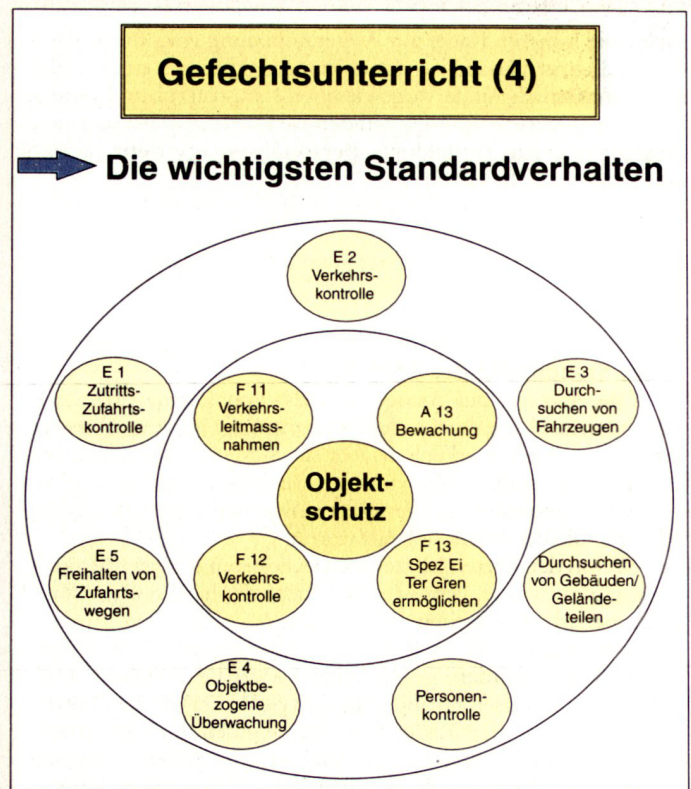 Gefechtsunterricht (4)
Die wichtigsten Standardverhalten
E 2
Verkehrs-
kontrolle
E 1
Zutritts-
Zufahrts-
kontrolle
F 11
Verkehrs-
leitmass-
nahmen
A 13
Bewachung
E 3
Durch-
suchen von
Fahrzeugen
Objekt-
schutz
E 5
Freihalten von
Zufahrts-
wegen
F 12
Verkehrs-
kontrolle
F 13
Spez Ei
Ter Gren
ermöglichen
Durchsuchen
von Gebäuden/
Gelände-
teilen
E 4
Objektbe-
zogene
Überwachung
Personen-
kontrolle